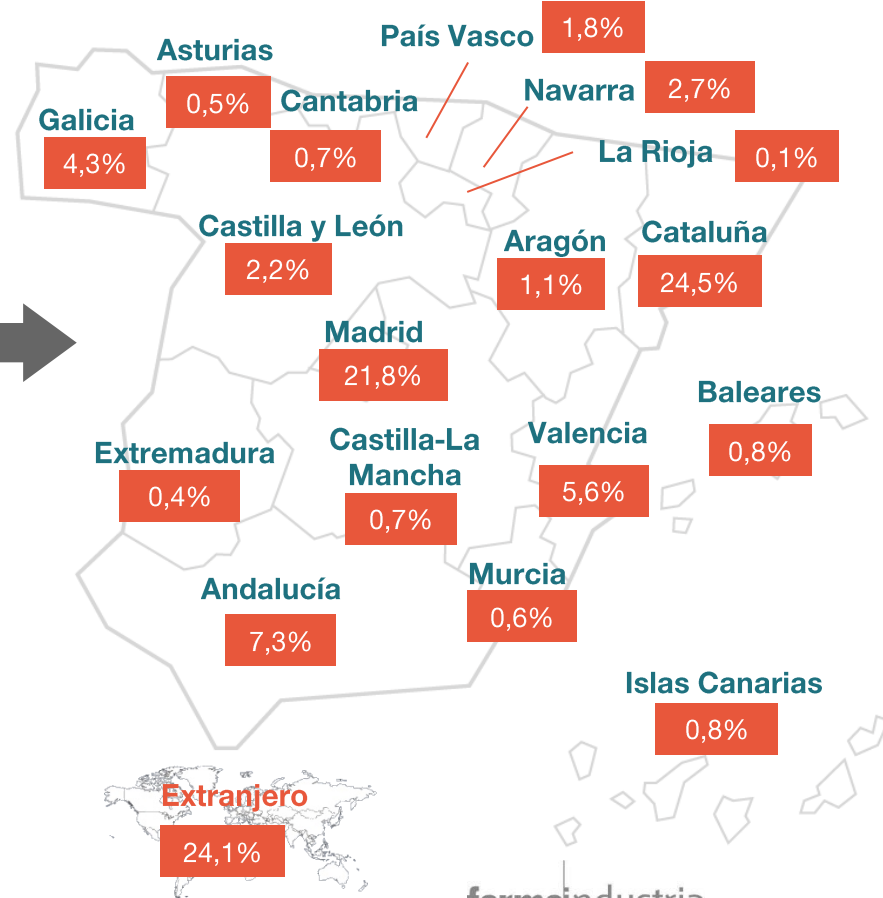 País Vasco
1,8%
Asturias
0,5%
Navarra
2,7%
Cantabria
0,7%
Galicia
4,3%
La Rioja
0,1%
Castilla y León
2,2%
Aragón
1,1%
Cataluña
24,5%
Madrid
21,8%
Baleares
0,8%
Extremadura
0,4%
Castilla-La
Mancha
0,7%
Valencia
5,6%
Andalucía
7,3%
Murcia
0,6%
Islas Canarias
0,8%
Extranjero
24,1%
farmaindustria